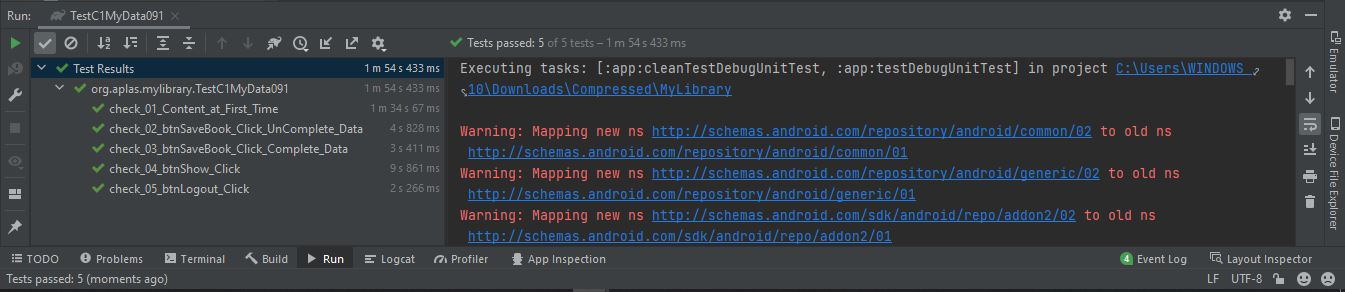 Run: TestC1MyData091
Tests passed: 5 of 5 tests – 1 m 54 s 433 ms
Test Results 1 m 54 s 433 ms
org.aplas.mylibrary.TestC1MyData091 1 m 54 s 433 ms
check_01_Content_at_First_Time 1 m 34 s 67 ms
check_02_btnSaveBook_Click_UnComplete_Data 4 s 828 ms
check_03_btnSaveBook_Click_Complete_Data 3 s 411 ms
check_04_btnShow_Click 9 s 861 ms
check_05_btnLogout_Click 2 s 266 ms
Executing tasks: [:app:cleanTestDebugUnitTest, :app:testDebugUnitTest] in project C:\Users\WINDOWS
10\Downloads\Compressed\MyLibrary
Warning: Mapping new ns http://schemas.android.com/repository/android/common/02 to old ns
http://schemas.android.com/repository/android/common/01
Warning: Mapping new ns http://schemas.android.com/repository/android/generic/02 to old ns
http://schemas.android.com/repository/android/generic/01
Warning: Mapping new ns http://schemas.android.com/sdk/android/repo/addon2/02 to old ns
http://schemas.android.com/sdk/android/repo/addon2/01
Emulator
Device File Explorer
TODO Problems Terminal Build Run Logcat Profiler App Inspection 4 Event Log Layout Inspector
Tests passed: 5 (moments ago) LF UTF-8